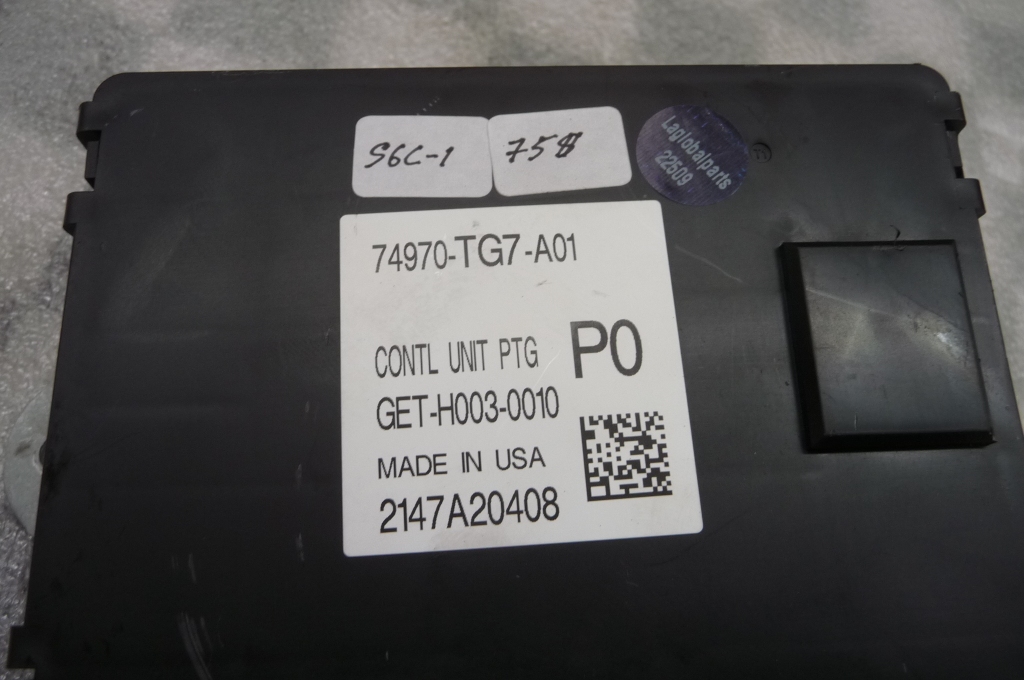 S6C-1
758
Laglobalparts
22509
74970-TG7-A01
CONTL UNIT PTG
P0
GET-H003-0010
MADE IN USA
2147A20408